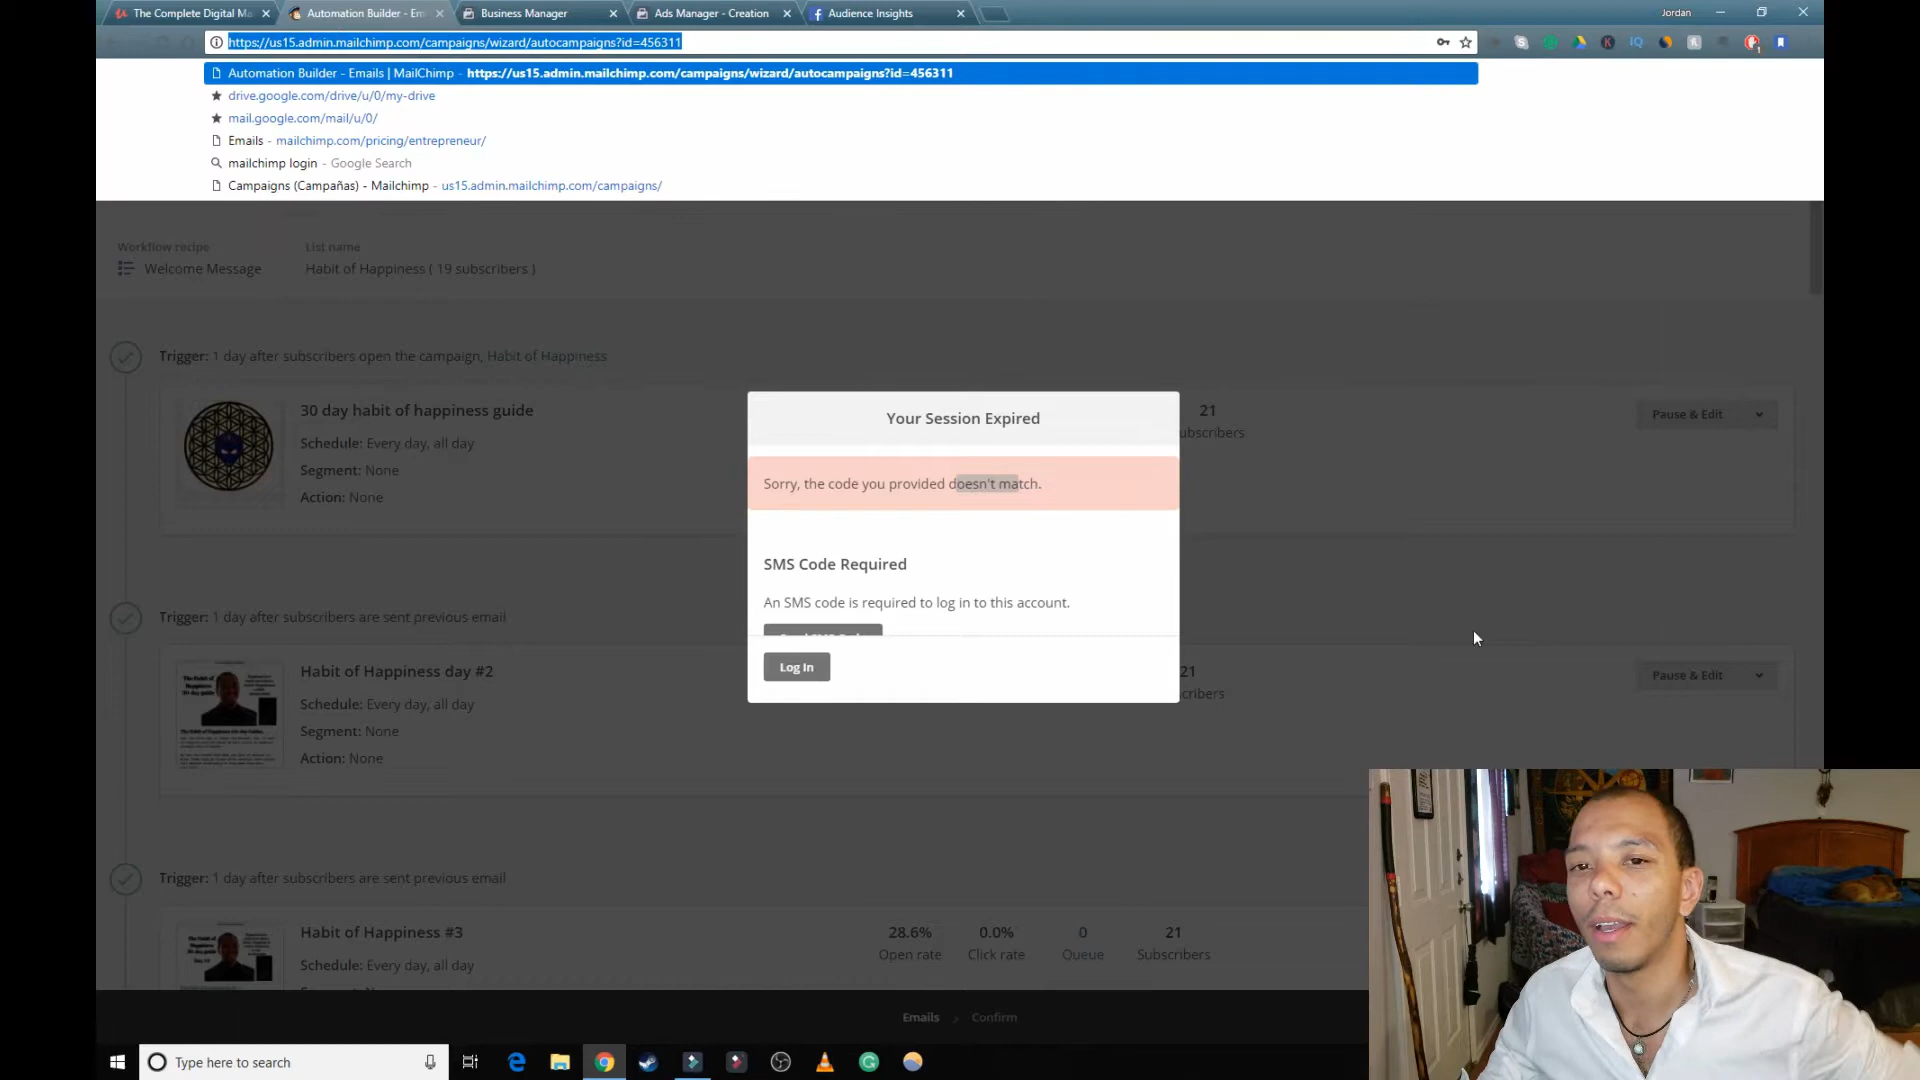 The Complete Digital Ma
Automation Builder - Em
Business Manager
Ads Manager - Creation
Audience Insights
Jordan
https://us15.admin.mailchimp.com/campaigns/wizard/autocampaigns?id=456311
Automation Builder - Emails | MailChimp - https://us15.admin.mailchimp.com/campaigns/wizard/autocampaigns?id=456311
drive.google.com/drive/u/0/my-drive
mail.google.com/mail/u/0/
Emails - mailchimp.com/pricing/entrepreneur/
mailchimp login - Google Search
Campaigns (Campañas) - Mailchimp - us15.admin.mailchimp.com/campaigns/
Workflow recipe
Welcome Message
List name
Habit of Happiness ( 19 subscribers )
Trigger: 1 day after subscribers open the campaign, Habit of Happiness
30 day habit of happiness guide
Schedule: Every day, all day
Segment: None
Action: None
21
ubscribers
Pause & Edit
Your Session Expired
Sorry, the code you provided doesn't match.
SMS Code Required
An SMS code is required to log in to this account.
Log In
Trigger: 1 day after subscribers are sent previous email
Habit of Happiness day #2
Schedule: Every day, all day
Segment: None
Action: None
21
cribers
Pause & Edit
Trigger: 1 day after subscribers are sent previous email
Habit of Happiness #3
Schedule: Every day, all day
28.6%
Open rate
0.0%
Click rate
0
Queue
21
Subscribers
Emails
Confirm
Type here to search